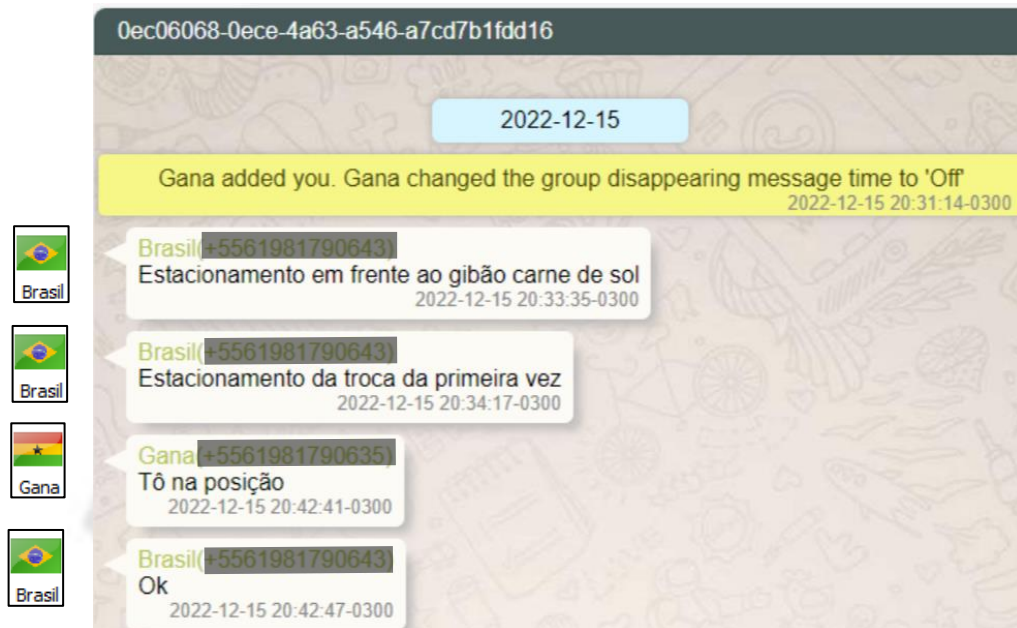 0ec06068-0ece-4a63-a546-a7cd7b1fdd16
2022-12-15
Gana added you. Gana changed the group disappearing message time to 'Off'
2022-12-15 20:31:14-0300
Brasil
Brasil(
Estacionamento em frente ao gibão carne de sol
2022-12-15 20:33:35-0300
Brasil
Brasil(
Estacionamento da troca da primeira vez
2022-12-15 20:34:17-0300
Gana
Gana(
Tô na posição
2022-12-15 20:42:41-0300
Brasil
Brasil(
Ok
2022-12-15 20:42:47-0300